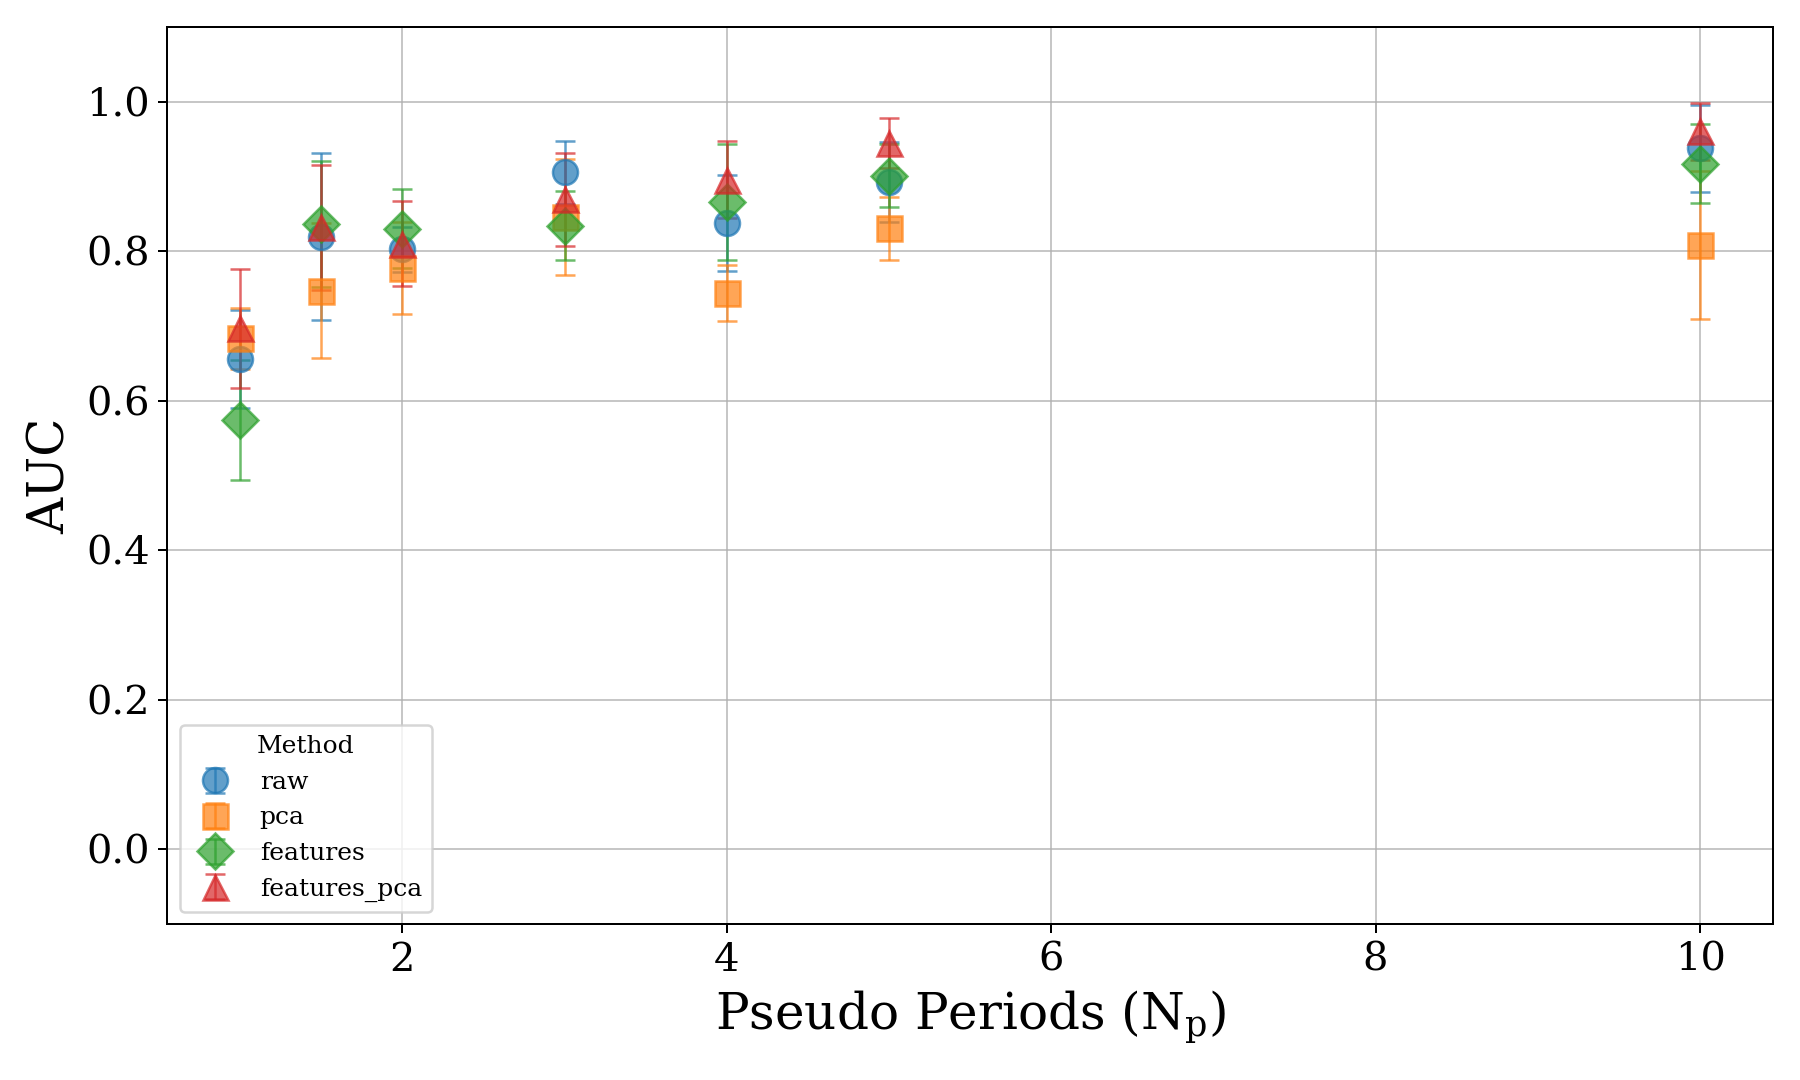 1.0
0.8
0.6
0.4
0.2
0.0
AUC
Method
raw
pca
features
features_pca
2 4 6 8 10
Pseudo Periods (Nₚ)